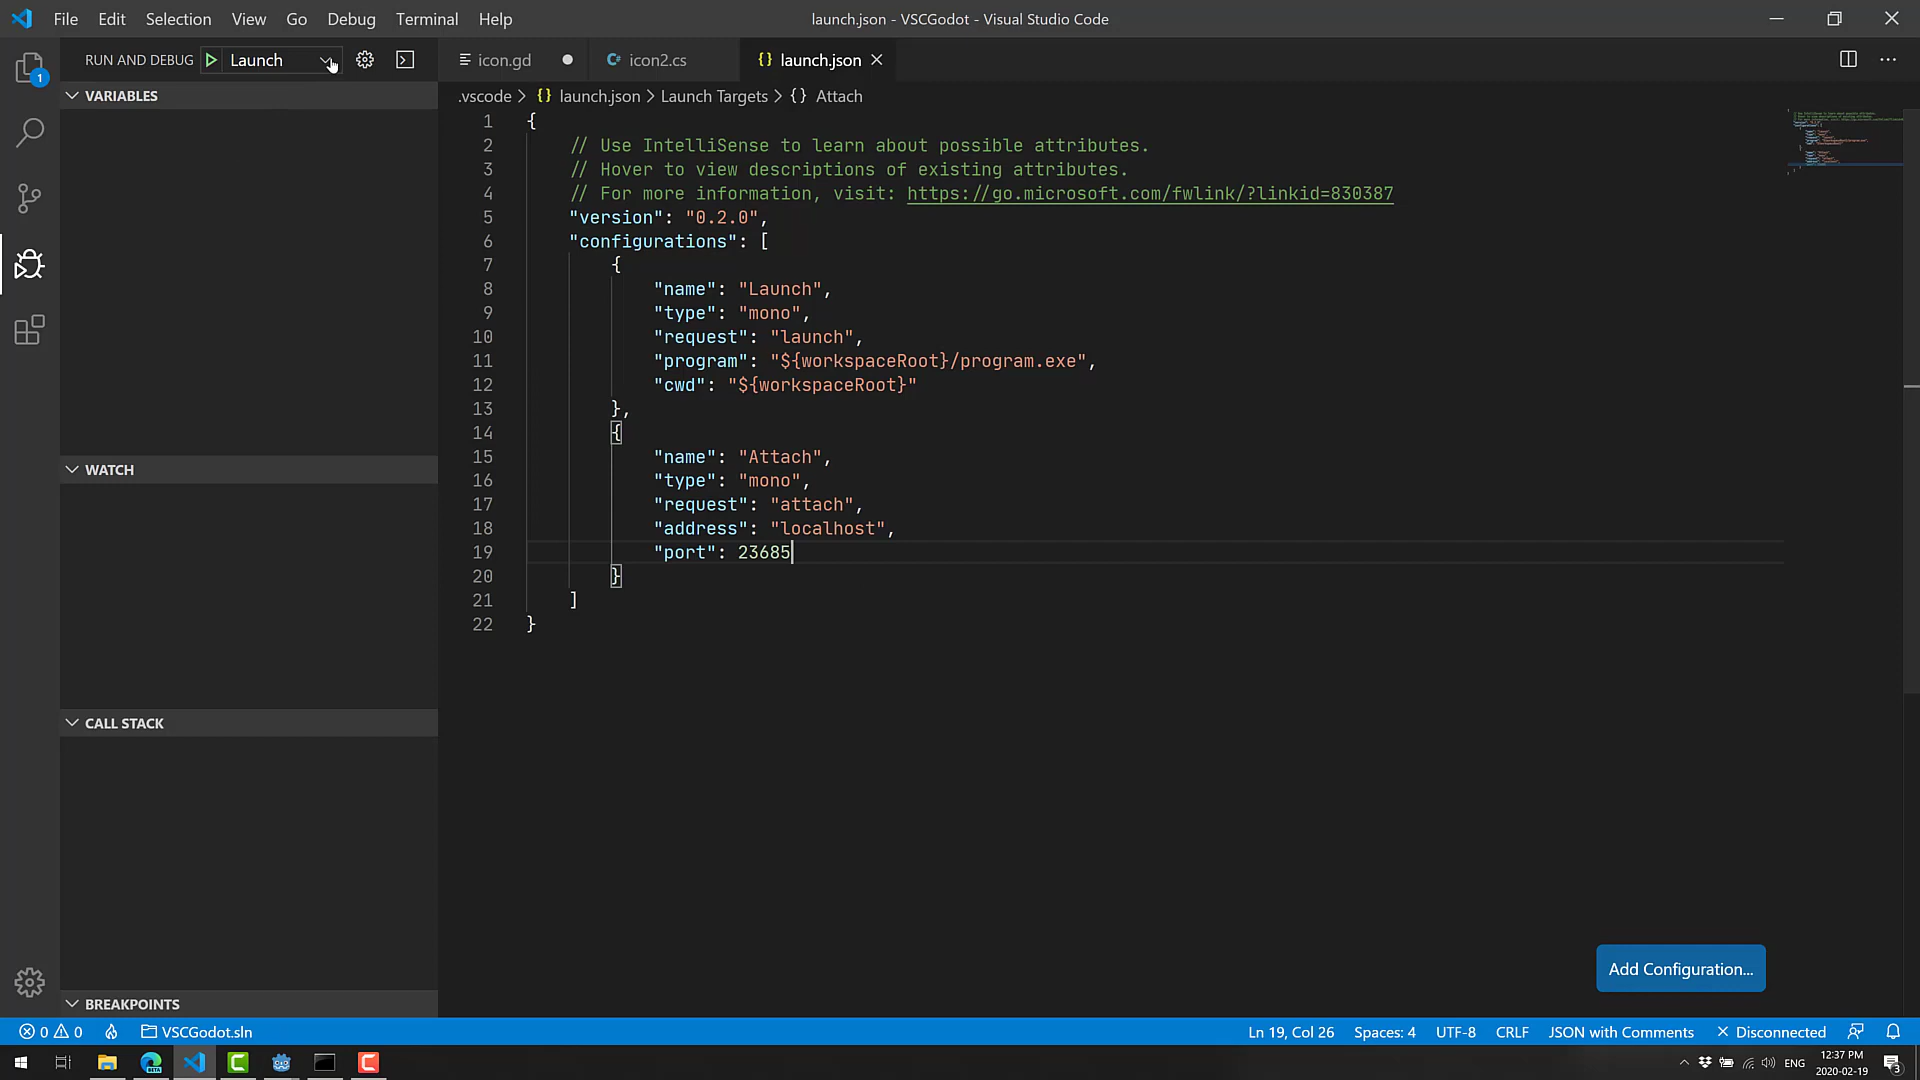 File Edit Selection View Go Debug Terminal Help
launch.json - VSCGodot - Visual Studio Code
RUN AND DEBUG Launch
icon.gd icon2.cs launch.json
1
VARIABLES
.vscode > {} launch.json > Launch Targets > {} Attach
1 {
2 // Use IntelliSense to learn about possible attributes.
3 // Hover to view descriptions of existing attributes.
4 // For more information, visit: https://go.microsoft.com/fwlink/?linkid=830387
5 "version": "0.2.0",
6 "configurations": [
7 {
8 "name": "Launch",
9 "type": "mono",
10 "request": "launch",
11 "program": "${workspaceRoot}/program.exe",
12 "cwd": "${workspaceRoot}"
13 },
14 {
15 "name": "Attach",
16 "type": "mono",
17 "request": "attach",
18 "address": "localhost",
19 "port": 23685
20 }
21 ]
22 }
WATCH
CALL STACK
BREAKPOINTS
Add Configuration...
0 0 VSCGodot.sln
Ln 19, Col 26 Spaces: 4 UTF-8 CRLF JSON with Comments Disconnected
BETA
ENG
12:37 PM
2020-02-19
3